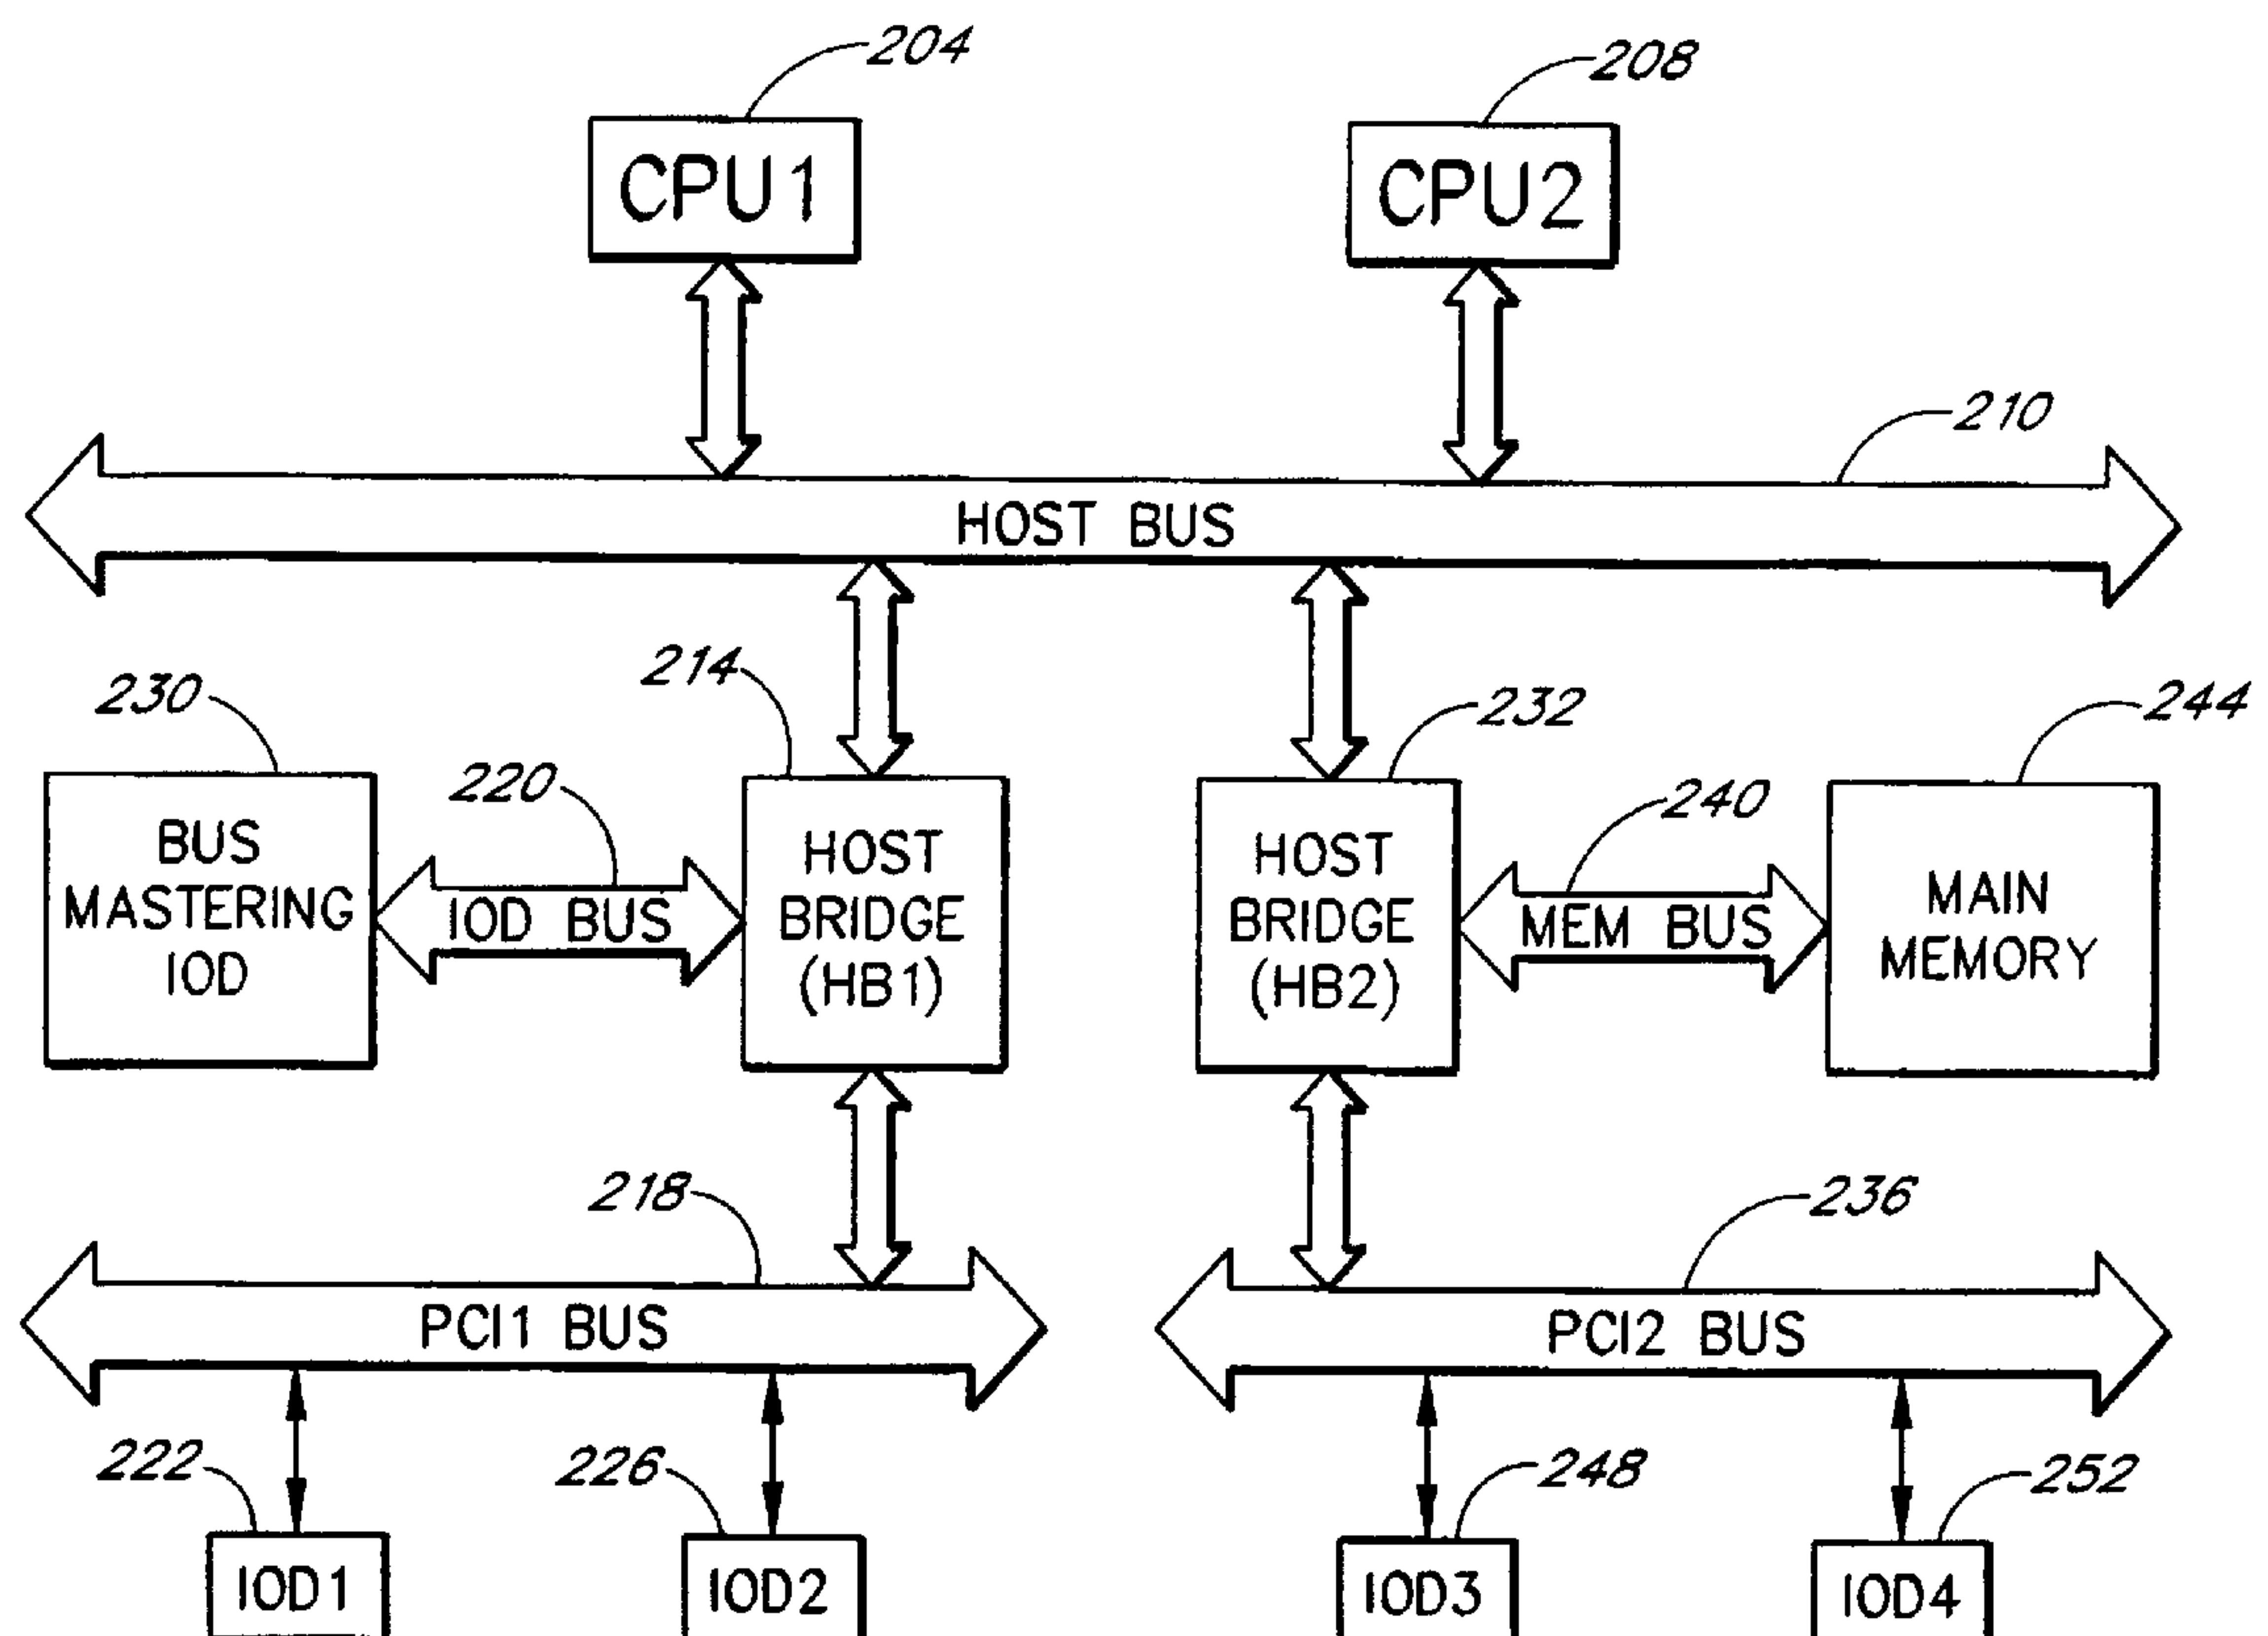 204
208
CPU1
CPU2
210
HOST BUS
214
230
232
244
220
240
BUS
MASTERING
IOD
IOD BUS
HOST
BRIDGE
(HB1)
HOST
BRIDGE
(HB2)
MEM BUS
MAIN
MEMORY
218
236
PCI1 BUS
PCI2 BUS
222
226
248
252
IOD1
IOD2
IOD3
IOD4